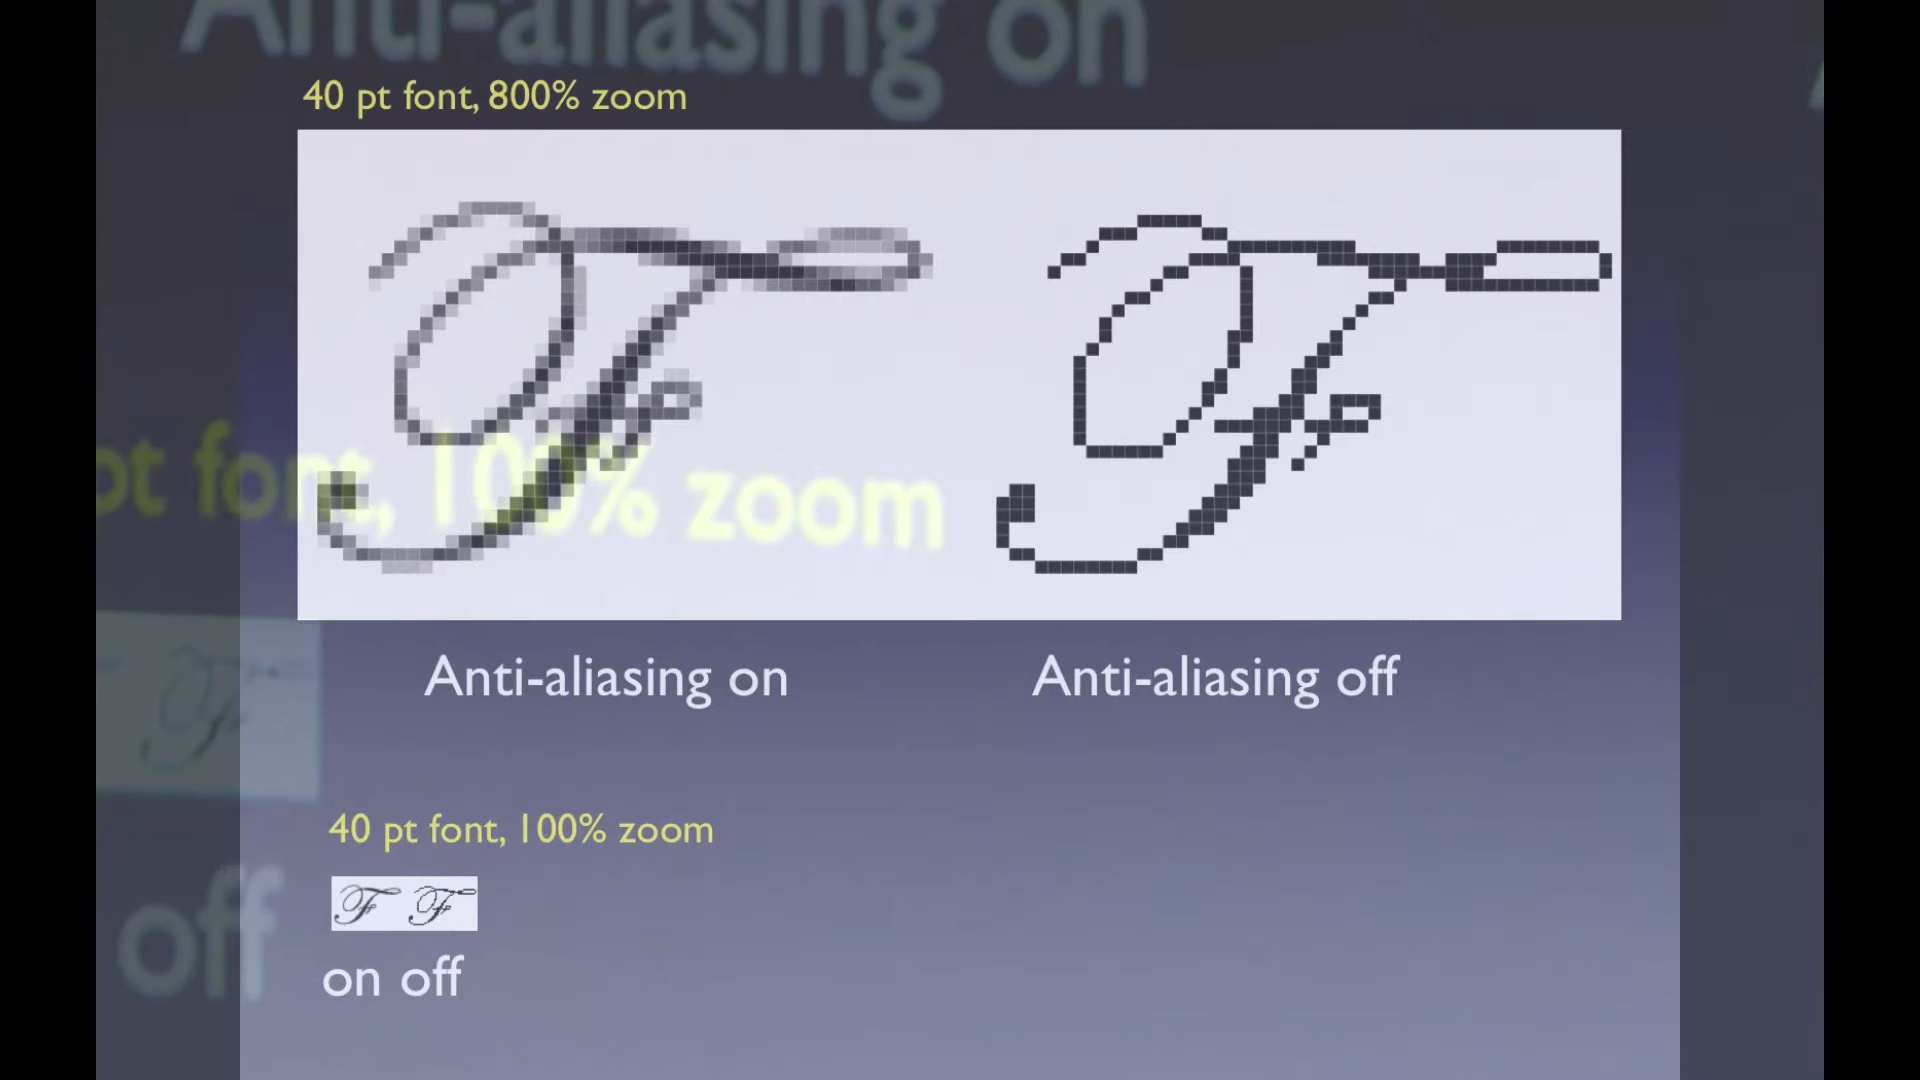 Anti-aliasing on
40 pt font, 800% zoom
F F
pt font, 100% zoom
Anti-aliasing on Anti-aliasing off
F
40 pt font, 100% zoom
F F
off
on off